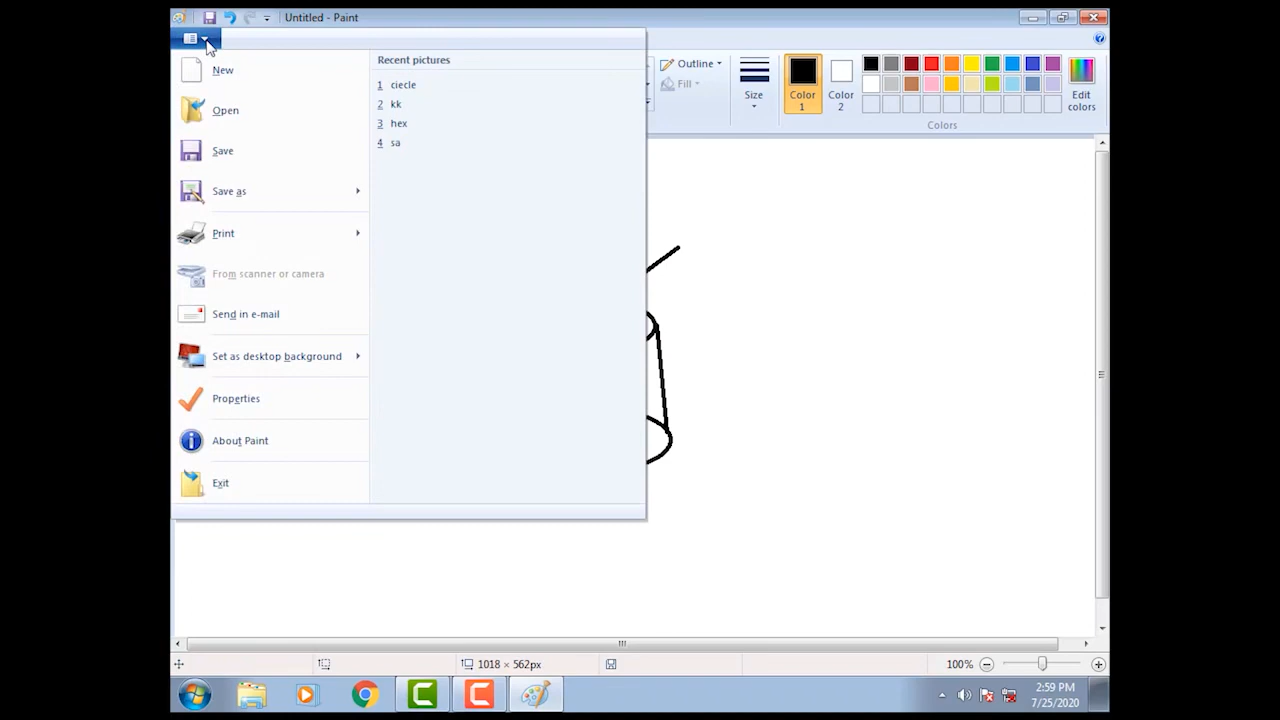 Untitled - Paint
New
Open
Save
Save as
Print
From scanner or camera
Send in e-mail
Set as desktop background
Properties
About Paint
Exit
Recent pictures
1 ciecle
2 kk
3 hex
4 sa
Outline
Fill
Size
Color 1
Color 2
Edit colors
Colors
1018 × 562px
100%
2:59 PM
7/25/2020